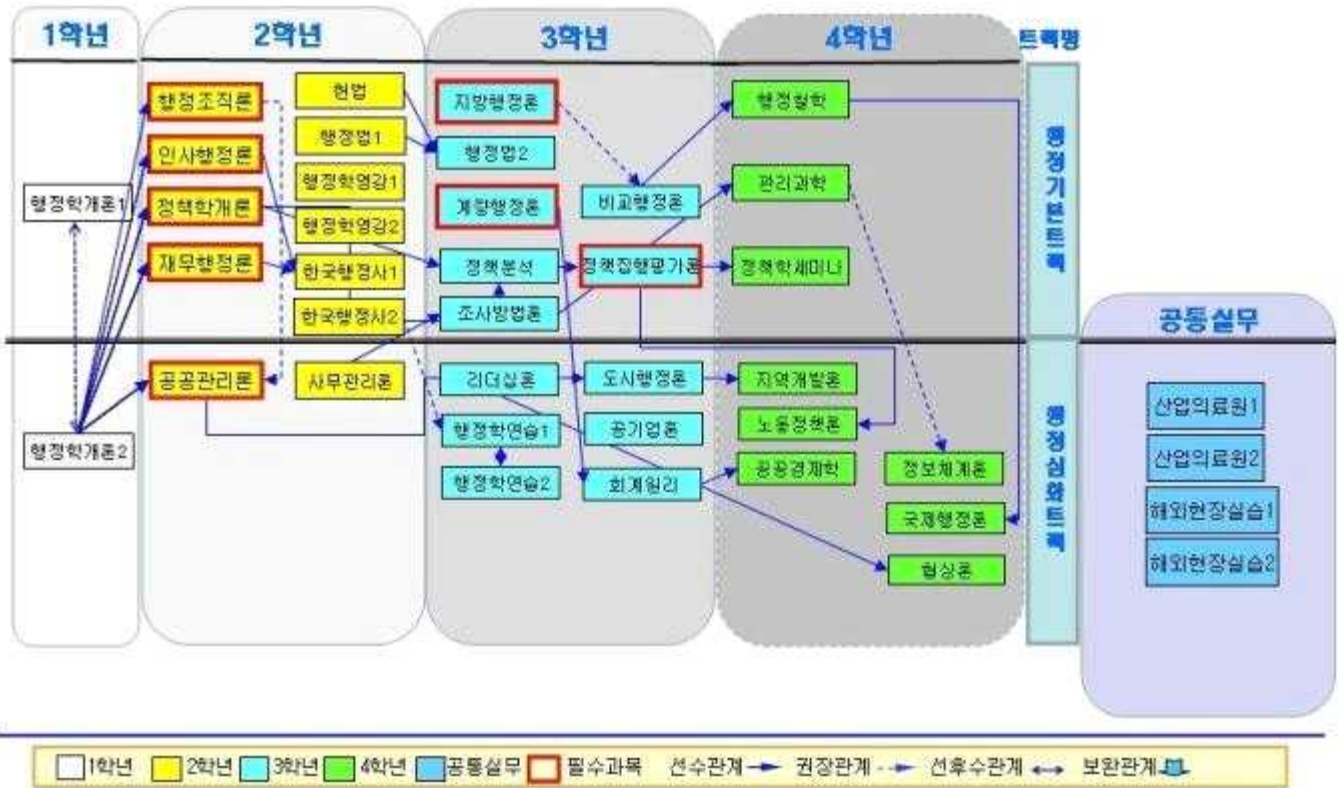 1학년
2학년
3학년
4학년
트랙명
행정학개론1
행정학개론2
행정조직론
인사행정론
정책학개론
재무행정론
공공관리론
헌법
행정법1
행정학영강1
행정학영강2
한국행정사1
한국행정사2
사무관리론
지방행정론
행정법2
계량행정론
정책분석
조사방법론
리더십론
행정학연습1
행정학연습2
비교행정론
정책집행평가론
도시행정론
공기업론
회계원리
행정철학
관리과학
정책학세미나
지역개발론
노동정책론
공공경제학
정보체계론
국제행정론
협상론
행정기본트랙
행정심화트랙
공통실무
산업의료원1
산업의료원2
해외현장실습1
해외현장실습2
1학년 2학년 3학년 4학년 공통실무 필수과목 선수관계 권장관계 선후수관계 보완관계